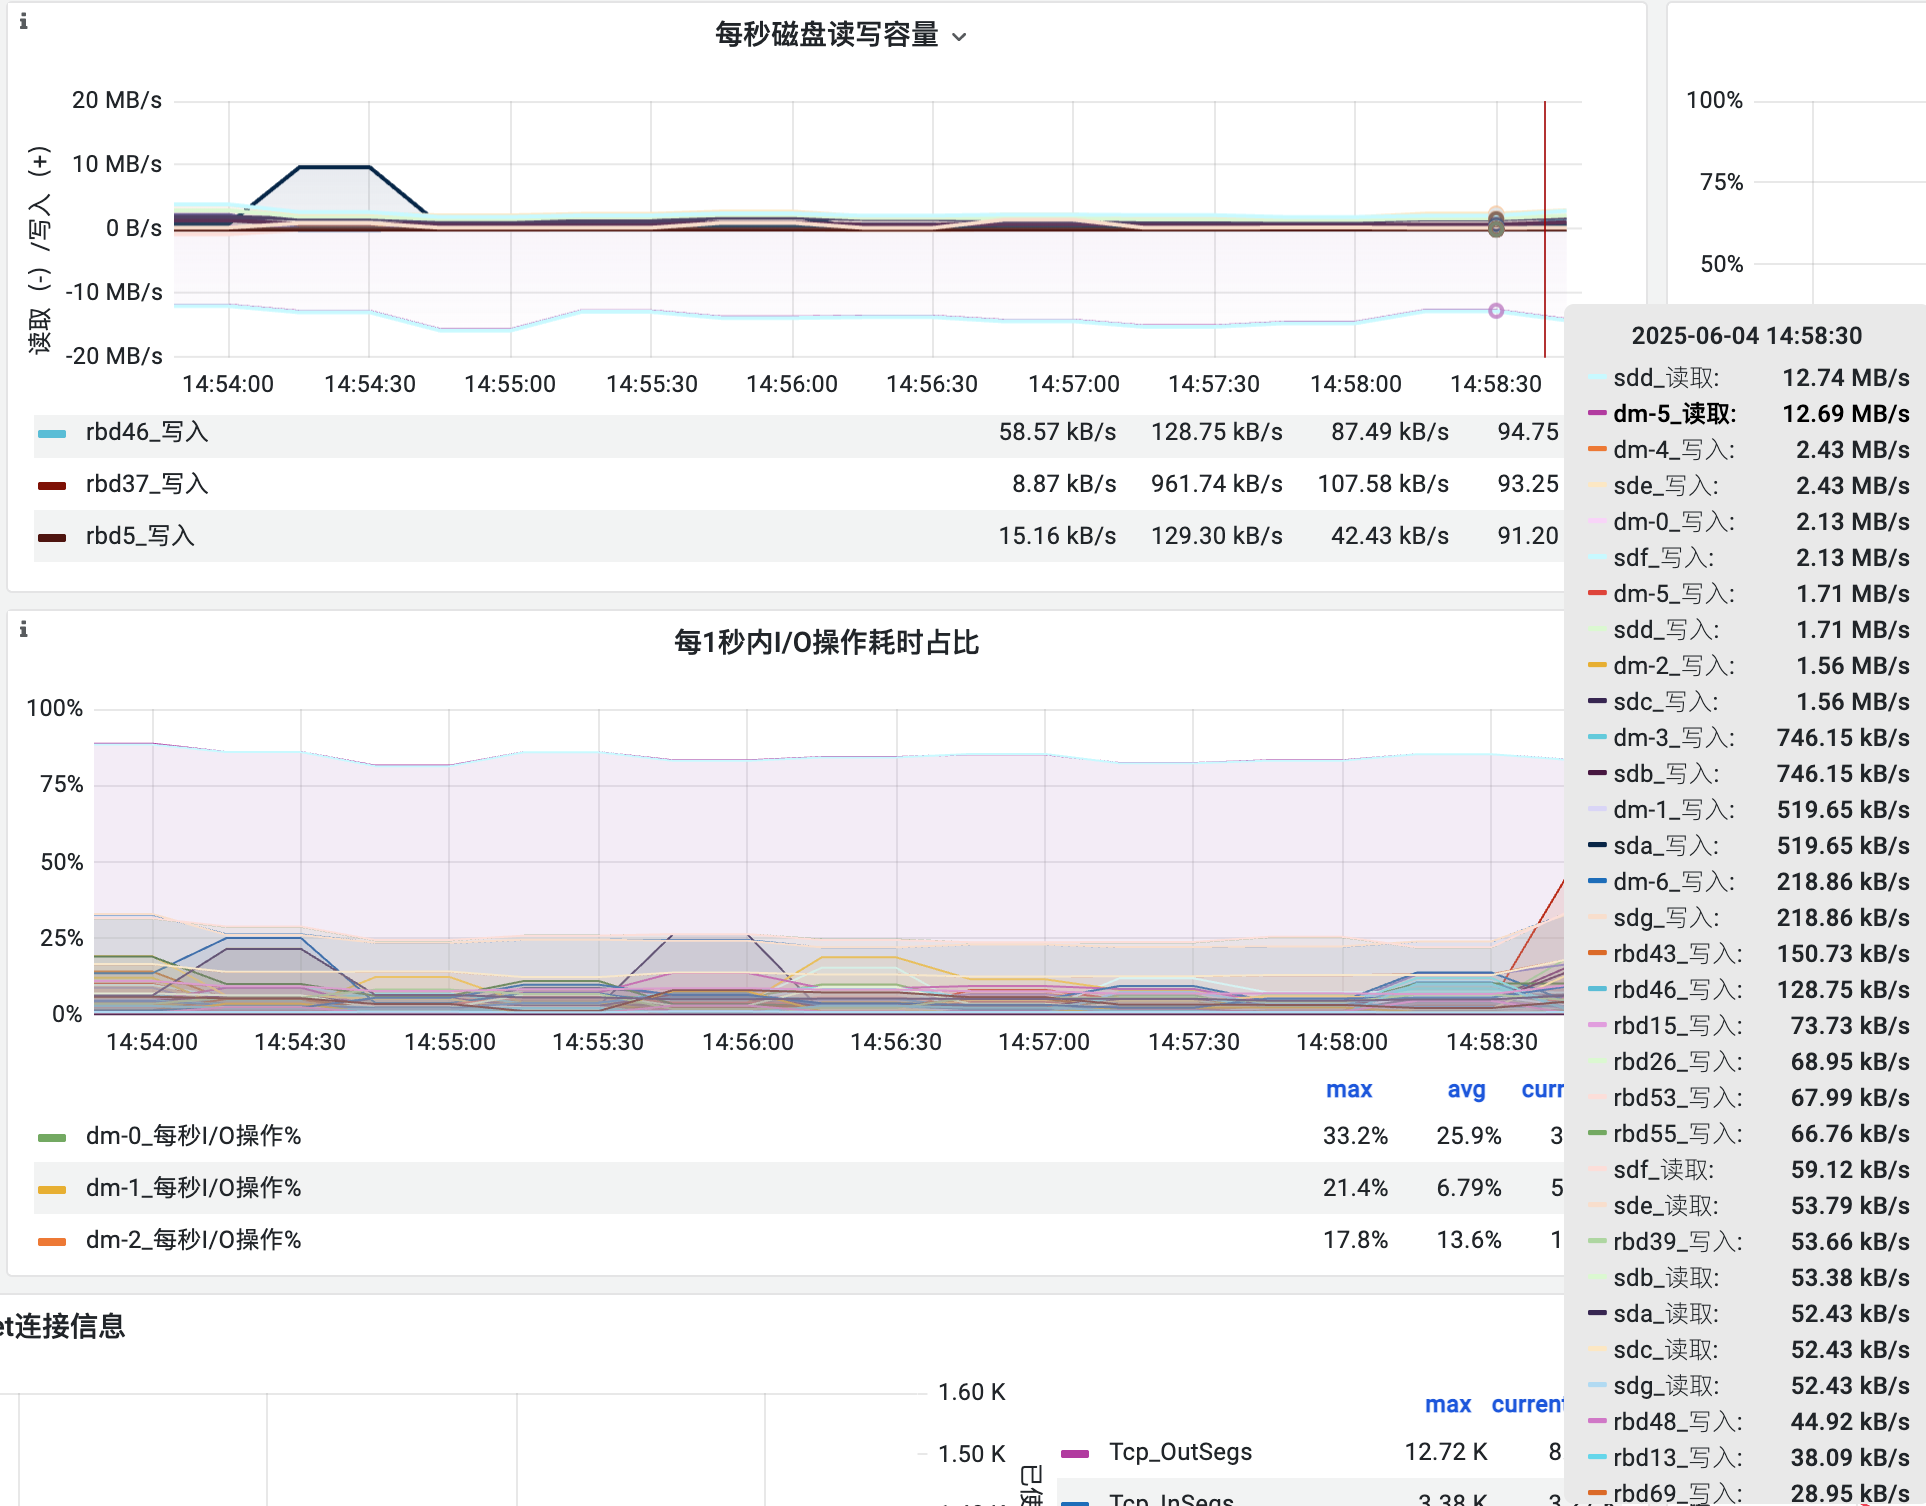 每秒磁盘读写容量
读取 (-) /写入 (+)
20 MB/s
10 MB/s
0 B/s
-10 MB/s
-20 MB/s
14:54:00 14:54:30 14:55:00 14:55:30 14:56:00 14:56:30 14:57:00 14:57:30 14:58:00 14:58:30
rbd46_写入 58.57 kB/s 128.75 kB/s 87.49 kB/s 94.75
rbd37_写入 8.87 kB/s 961.74 kB/s 107.58 kB/s 93.25
rbd5_写入 15.16 kB/s 129.30 kB/s 42.43 kB/s 91.20
100%
75%
50%
每1秒内I/O操作耗时占比
100%
75%
50%
25%
0%
14:54:00 14:54:30 14:55:00 14:55:30 14:56:00 14:56:30 14:57:00 14:57:30 14:58:00 14:58:30
max avg curr
dm-0_每秒I/O操作% 33.2% 25.9% 3
dm-1_每秒I/O操作% 21.4% 6.79% 5
dm-2_每秒I/O操作% 17.8% 13.6% 1
et连接信息
1.60 K
1.50 K
max current
Tcp_OutSegs 12.72 K 8
Tcp_InSegs 3.38 K 3
2025-06-04 14:58:30
sdd_读取: 12.74 MB/s
dm-5_读取: 12.69 MB/s
dm-4_写入: 2.43 MB/s
sde_写入: 2.43 MB/s
dm-0_写入: 2.13 MB/s
sdf_写入: 2.13 MB/s
dm-5_写入: 1.71 MB/s
sdd_写入: 1.71 MB/s
dm-2_写入: 1.56 MB/s
sdc_写入: 1.56 MB/s
dm-3_写入: 746.15 kB/s
sdb_写入: 746.15 kB/s
dm-1_写入: 519.65 kB/s
sda_写入: 519.65 kB/s
dm-6_写入: 218.86 kB/s
sdg_写入: 218.86 kB/s
rbd43_写入: 150.73 kB/s
rbd46_写入: 128.75 kB/s
rbd15_写入: 73.73 kB/s
rbd26_写入: 68.95 kB/s
rbd53_写入: 67.99 kB/s
rbd55_写入: 66.76 kB/s
sdf_读取: 59.12 kB/s
sde_读取: 53.79 kB/s
rbd39_写入: 53.66 kB/s
sdb_读取: 53.38 kB/s
sda_读取: 52.43 kB/s
sdc_读取: 52.43 kB/s
sdg_读取: 52.43 kB/s
rbd48_写入: 44.92 kB/s
rbd13_写入: 38.09 kB/s
rbd69_写入: 28.95 kB/s